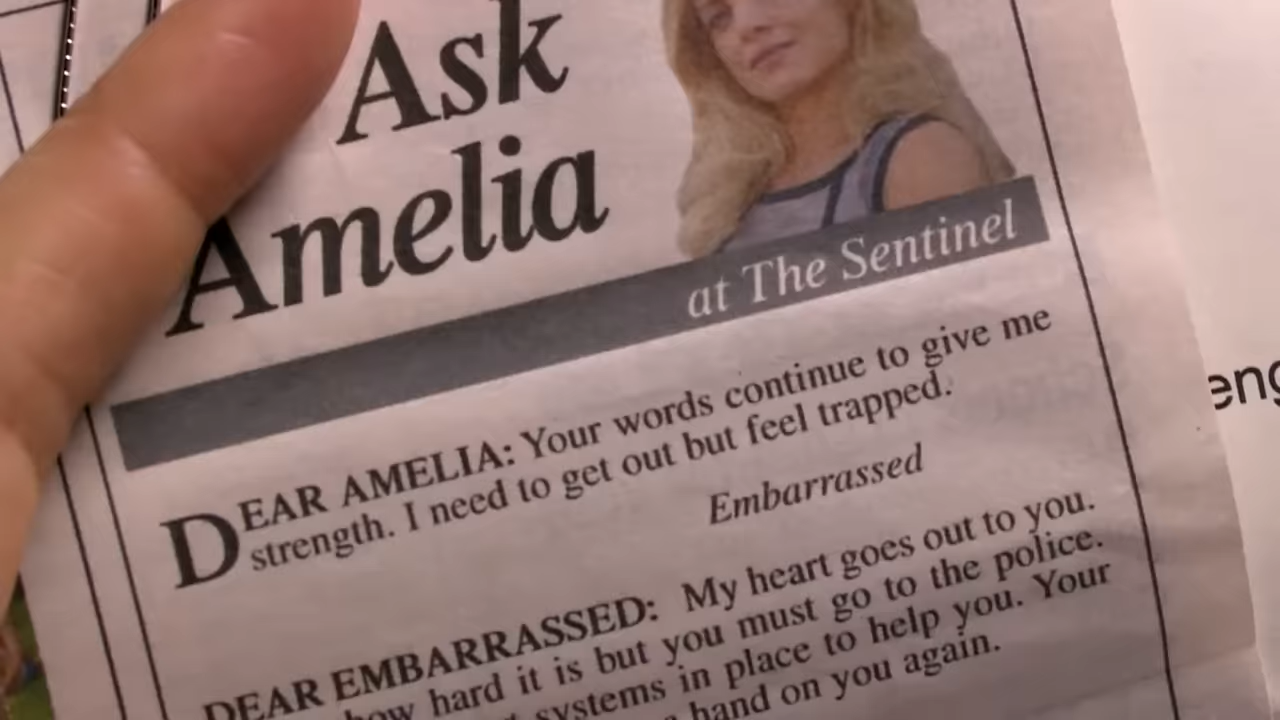 Ask
Amelia
at The Sentinel
DEAR AMELIA: Your words continue to give me
strength. I need to get out but feel trapped.
Embarrassed
DEAR EMBARRASSED: My heart goes out to you.
how hard it is but you must go to the police.
systems in place to help you. Your
hand on you again.
eng